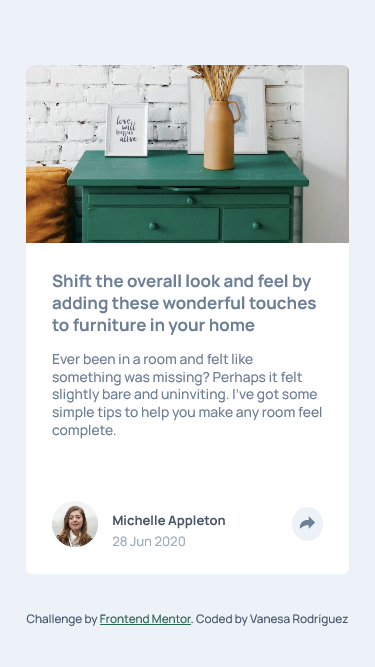 love
will
keep us
alive
Shift the overall look and feel by
adding these wonderful touches
to furniture in your home
Ever been in a room and felt like
something was missing? Perhaps it felt
slightly bare and uninviting. I've got some
simple tips to help you make any room feel
complete.
Michelle Appleton
28 Jun 2020
Challenge by Frontend Mentor. Coded by Vanesa Rodriguez